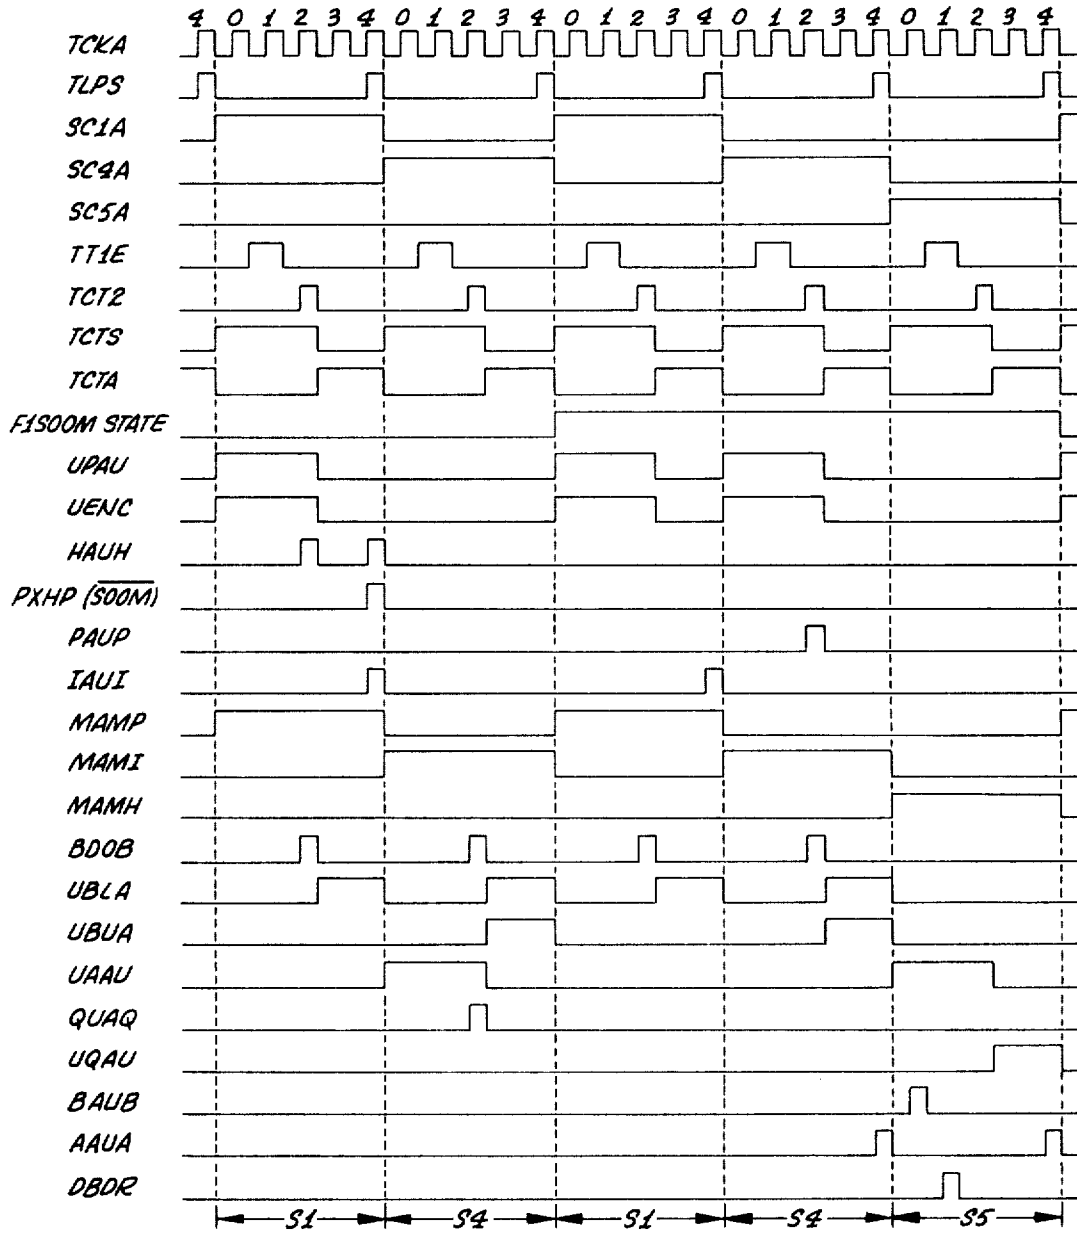 4 0 1 2 3 4 0 1 2 3 4 0 1 2 3 4 0 1 2 3 4 0 1 2 3 4
TCKA
TLPS
SC1A
SC4A
SC5A
TT1E
TCT2
TCTS
TCTA
F1SOOM STATE
UPAU
UENC
HAUH
PXHP (S̅O̅O̅M̅)
PAUP
IAUI
MAMP
MAMI
MAMH
BDOB
UBLA
UBUA
UAAU
QUAQ
UQAU
BAUB
AAUA
DBDR
S1 S4 S1 S4 S5